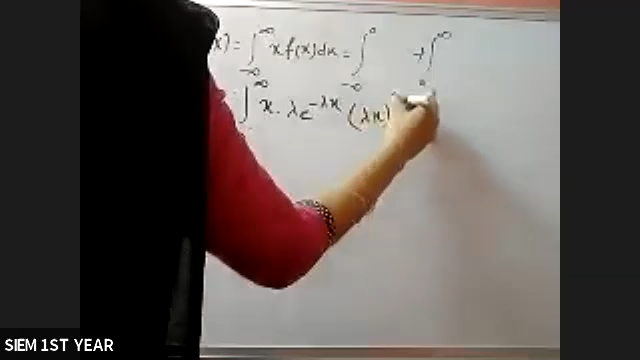 x) = ∫_{-∞}^{∞} x f(x) dx = ∫_{-∞}^{0} + ∫_{0}^{∞}
∫^{∞} x · λe^{-λx} (λx)
SIEM 1ST YEAR